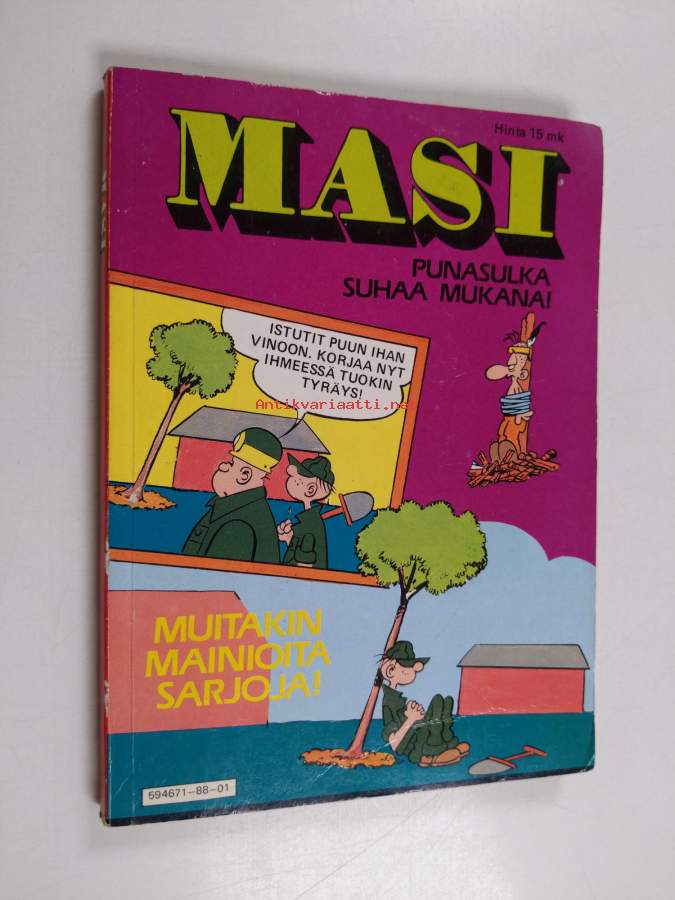 Hinta 15 mk
MASI
PUNASULKA
SUHAA MUKANA!
ISTUTIT PUUN IHAN
VINOON. KORJAA NYT
IHMEESSÄ TUOKIN
TYRÄYS!
Antikvariaatti.ne
MUITAKIN
MAINIOITA
SARJOJA!
594671-88-01